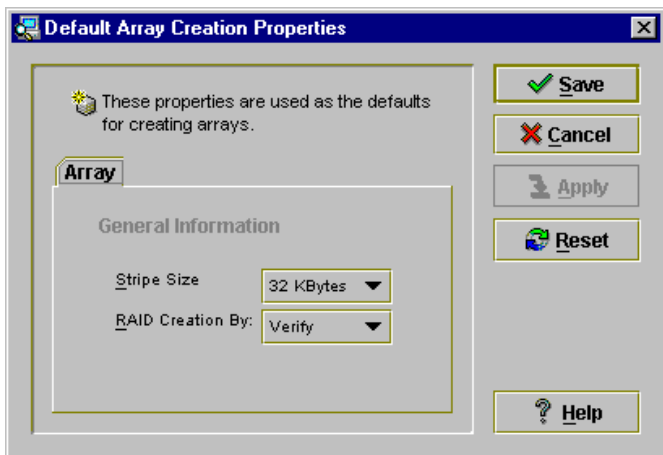 Default Array Creation Properties
These properties are used as the defaults
for creating arrays.
Array
General Information
Stripe Size
32 KBytes
RAID Creation By:
Verify
Save
Cancel
Apply
Reset
Help